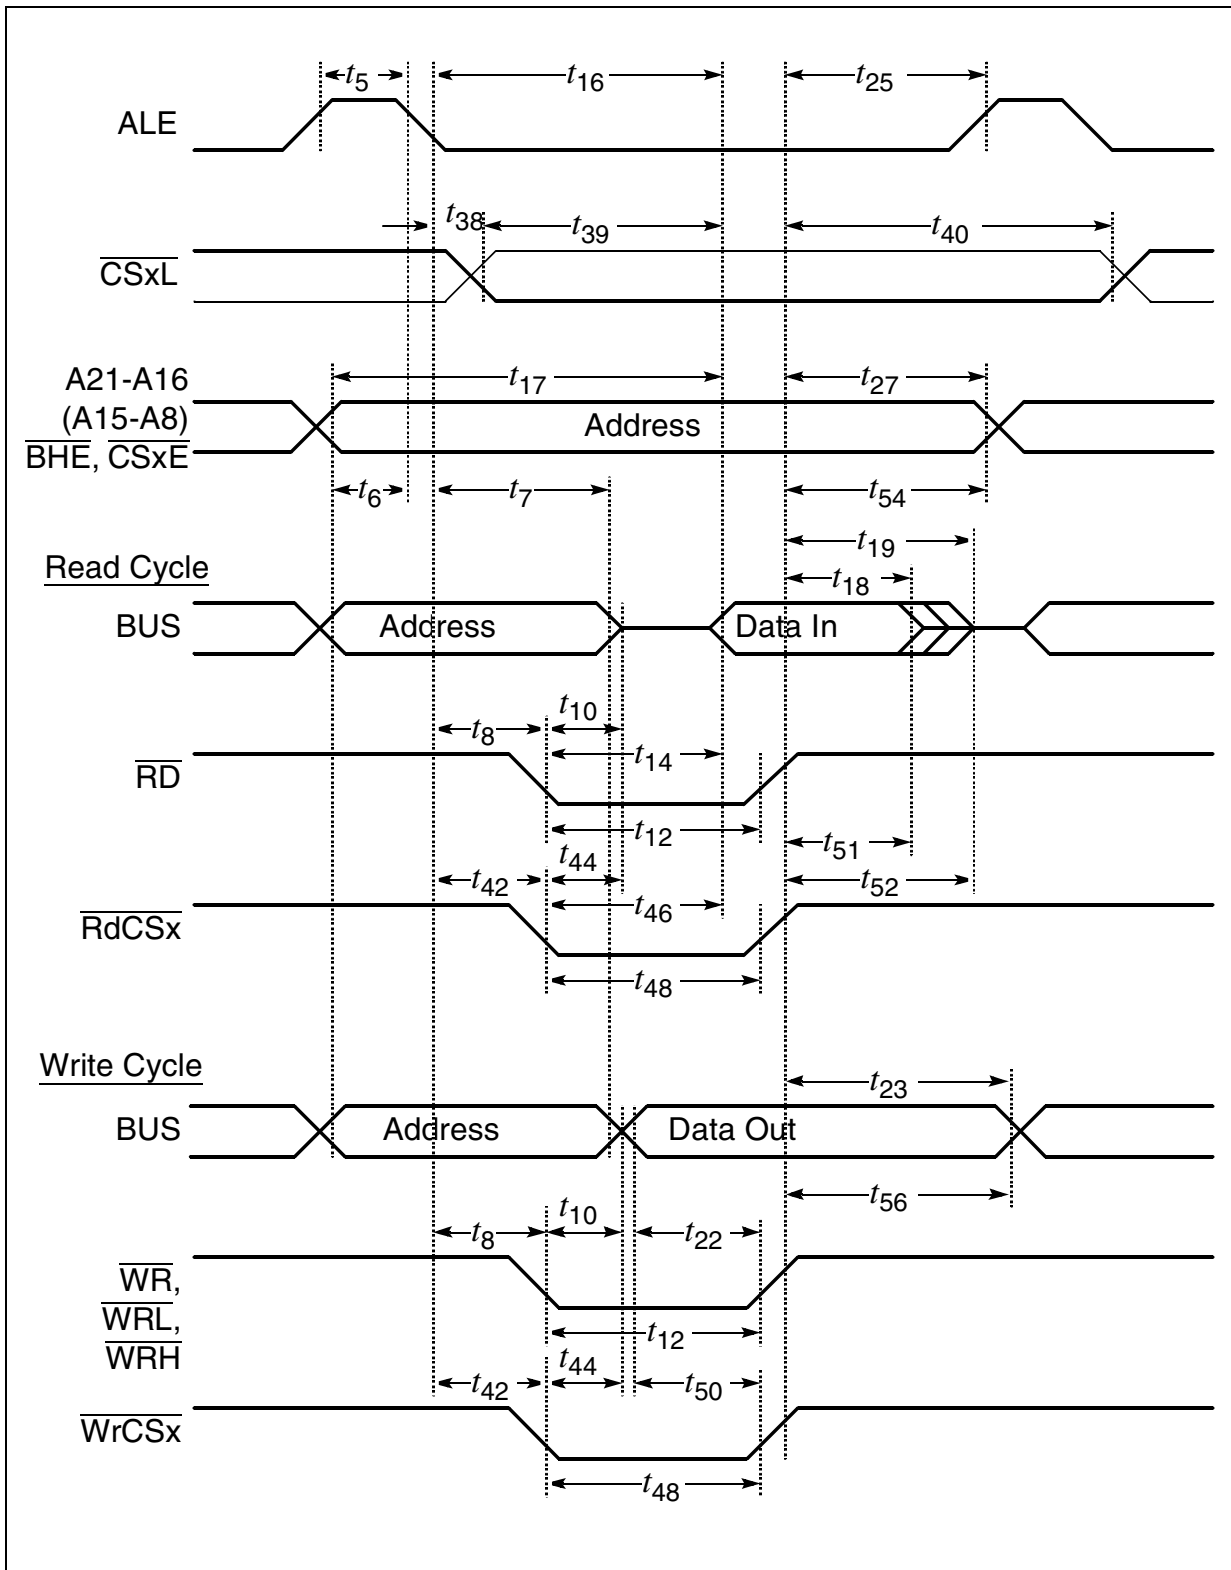 t5 t16 t25
ALE
t38 t39 t40
CSxL
A21-A16
(A15-A8)
BHE, CSxE
t17 t27
Address
t6 t7 t54
t19
Read Cycle
t18
BUS Address Data In
t10
t8
t14
RD
t12
t51
t44
t42
t52
t46
RdCSx
t48
Write Cycle
t23
BUS Address Data Out
t56
t10
t8 t22
WR,
WRL,
WRH
t12
t44
t42 t50
WrCSx
t48